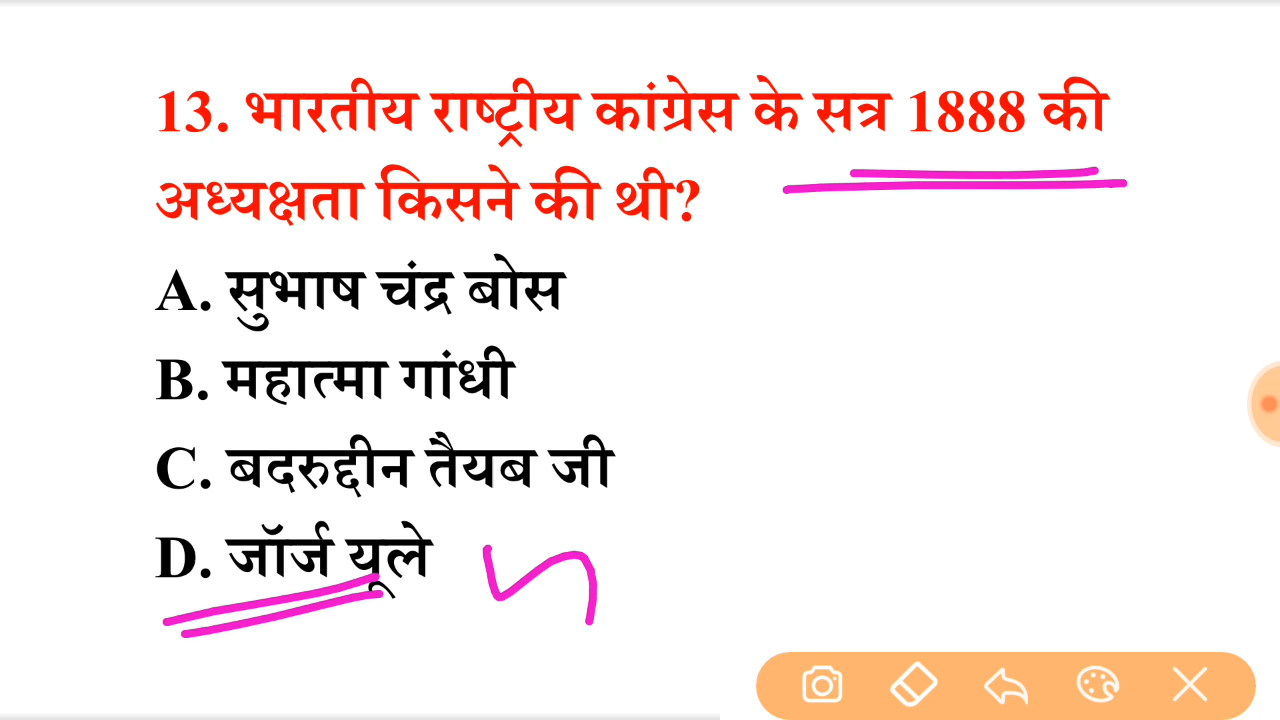 13. भारतीय राष्ट्रीय कांग्रेस के सत्र 1888 की
अध्यक्षता किसने की थी?
A. सुभाष चंद्र बोस
B. महात्मा गांधी
C. बदरुद्दीन तैयब जी
D. जॉर्ज यूले